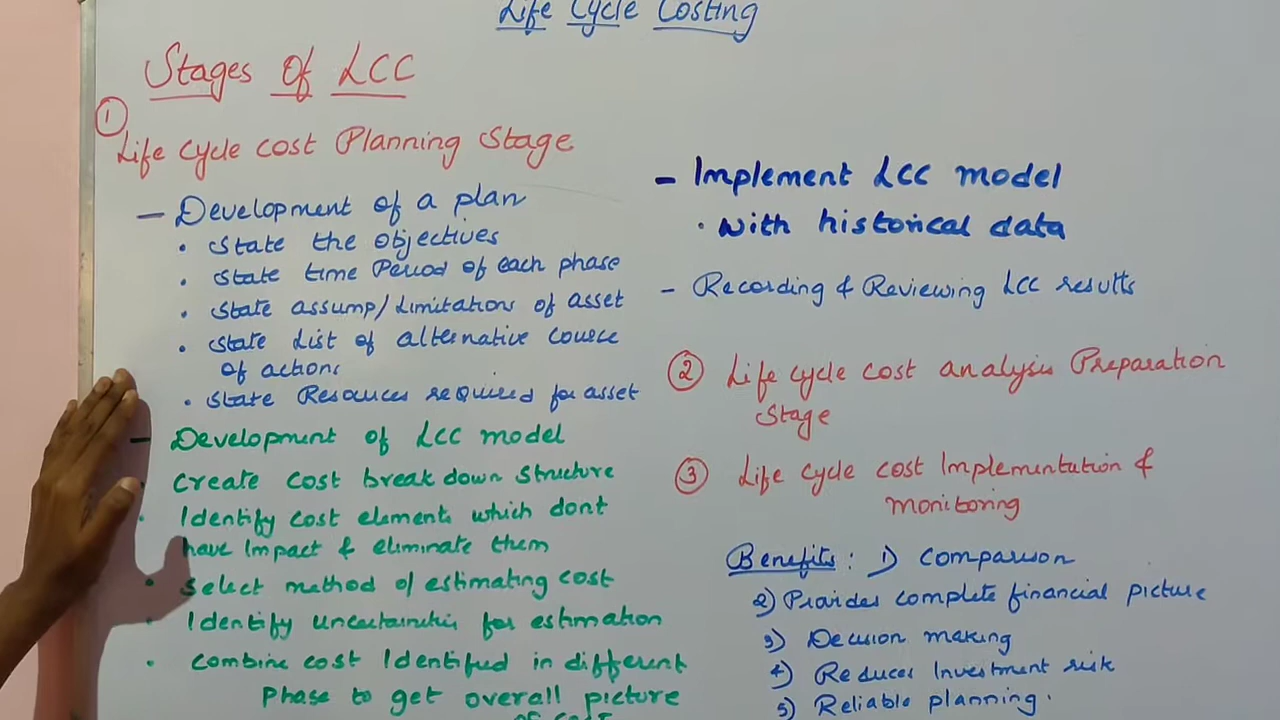 Life Cycle Costing
Stages Of LCC
① Life Cycle cost Planning Stage
— Development of a plan
• State the objectives
• State time Period of each phase
• State assump/Limitations of asset
• State List of alternative Cource
of actions
• State Resources required for asset
— Development of LCC model
Create Cost break down Structure
• Identify Cost elements which dont
have Impact & eliminate them
• Select method of estimating cost
• Identify uncertainties for estimation
• Combine cost Identified in different
Phase to get overall picture
of cost
- Implement LCC model
• with historical data
- Recording & Reviewing LCC results
② Life cycle cost analysis Preparation
Stage
③ Life Cycle cost Implementation &
monitoring
Benefits : 1) Comparison
2) Provides complete financial picture
3) Decision making
4) Reduces Investment risk
5) Reliable planning.